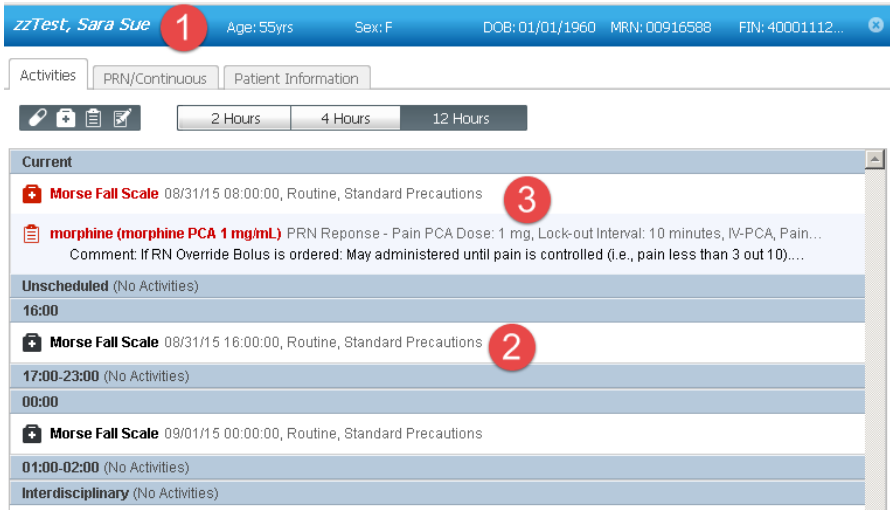 zzTest, Sara Sue 1 Age: 55yrs Sex: F DOB: 01/01/1960 MRN: 00916588 FIN: 40001112...
Activities PRN/Continuous Patient Information
2 Hours 4 Hours 12 Hours
Current
Morse Fall Scale 08/31/15 08:00:00, Routine, Standard Precautions 3
morphine (morphine PCA 1 mg/mL) PRN Reponse - Pain PCA Dose: 1 mg, Lock-out Interval: 10 minutes, IV-PCA, Pain...
Comment: If RN Override Bolus is ordered: May administered until pain is controlled (i.e., pain less than 3 out 10)....
Unscheduled (No Activities)
16:00
Morse Fall Scale 08/31/15 16:00:00, Routine, Standard Precautions 2
17:00-23:00 (No Activities)
00:00
Morse Fall Scale 09/01/15 00:00:00, Routine, Standard Precautions
01:00-02:00 (No Activities)
Interdisciplinary (No Activities)